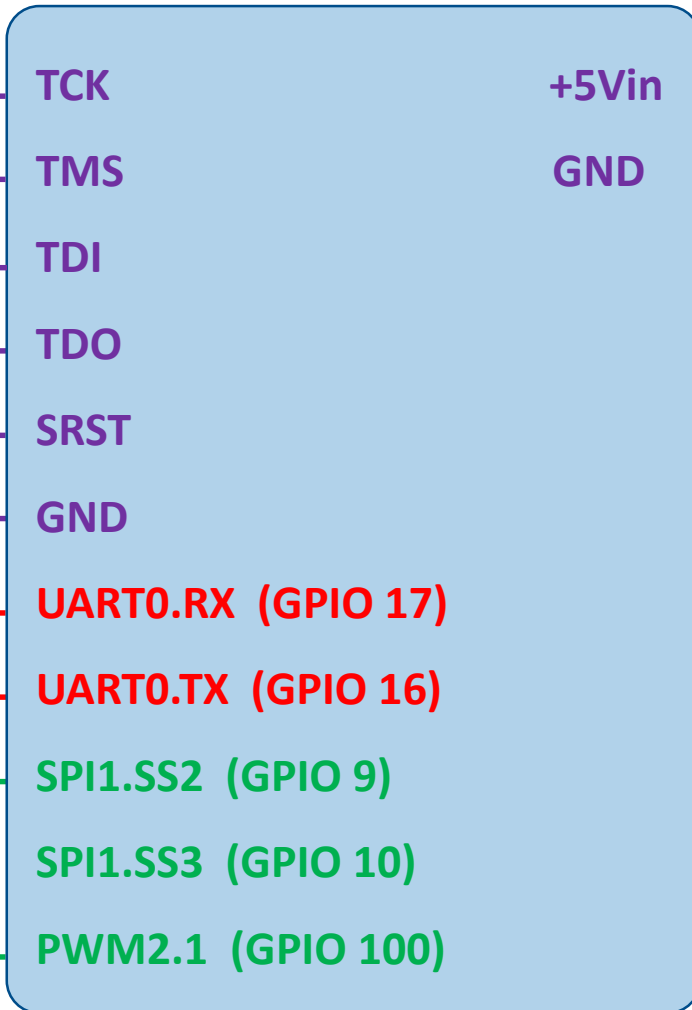 TCK +5Vin
TMS GND
TDI
TDO
SRST
GND
UART0.RX (GPIO 17)
UART0.TX (GPIO 16)
SPI1.SS2 (GPIO 9)
SPI1.SS3 (GPIO 10)
PWM2.1 (GPIO 100)